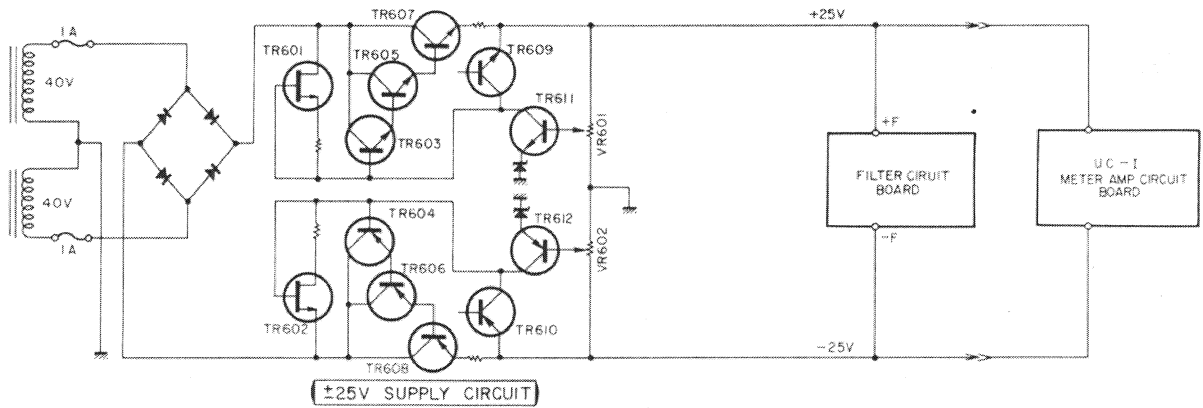 TR607
+25V
1A
TR601
TR605
TR609
40V
TR611
VR601
+F
TR603
UC-1
FILTER CIRUIT
BOARD
METER AMP CIRCUIT
BOARD
40V
TR604
TR612
-F
VR602
1A
TR606
TR602
TR610
-25V
TR608
±25V SUPPLY CIRCUIT